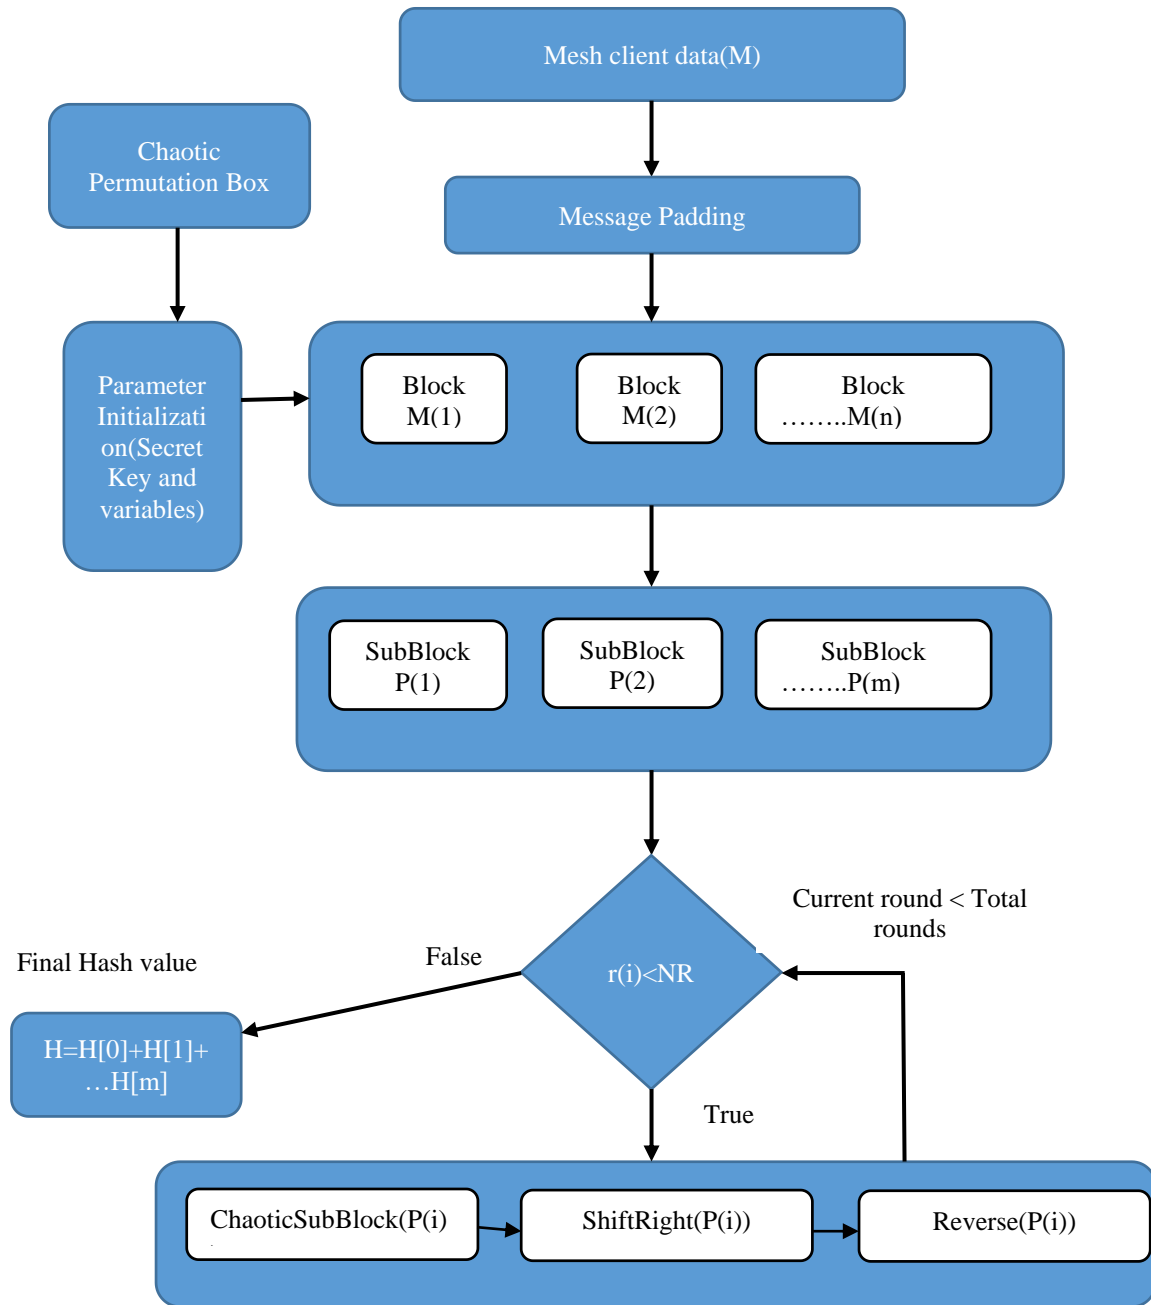 Mesh client data(M)
Chaotic
Permutation Box
Message Padding
Parameter
Initializati
on(Secret
Key and
variables)
Block
M(1)
Block
M(2)
Block
……..M(n)
SubBlock
P(1)
SubBlock
P(2)
SubBlock
……..P(m)
Current round < Total
rounds
False
Final Hash value
r(i)<NR
H=H[0]+H[1]+
…H[m]
True
ChaoticSubBlock(P(i)
ShiftRight(P(i))
Reverse(P(i))